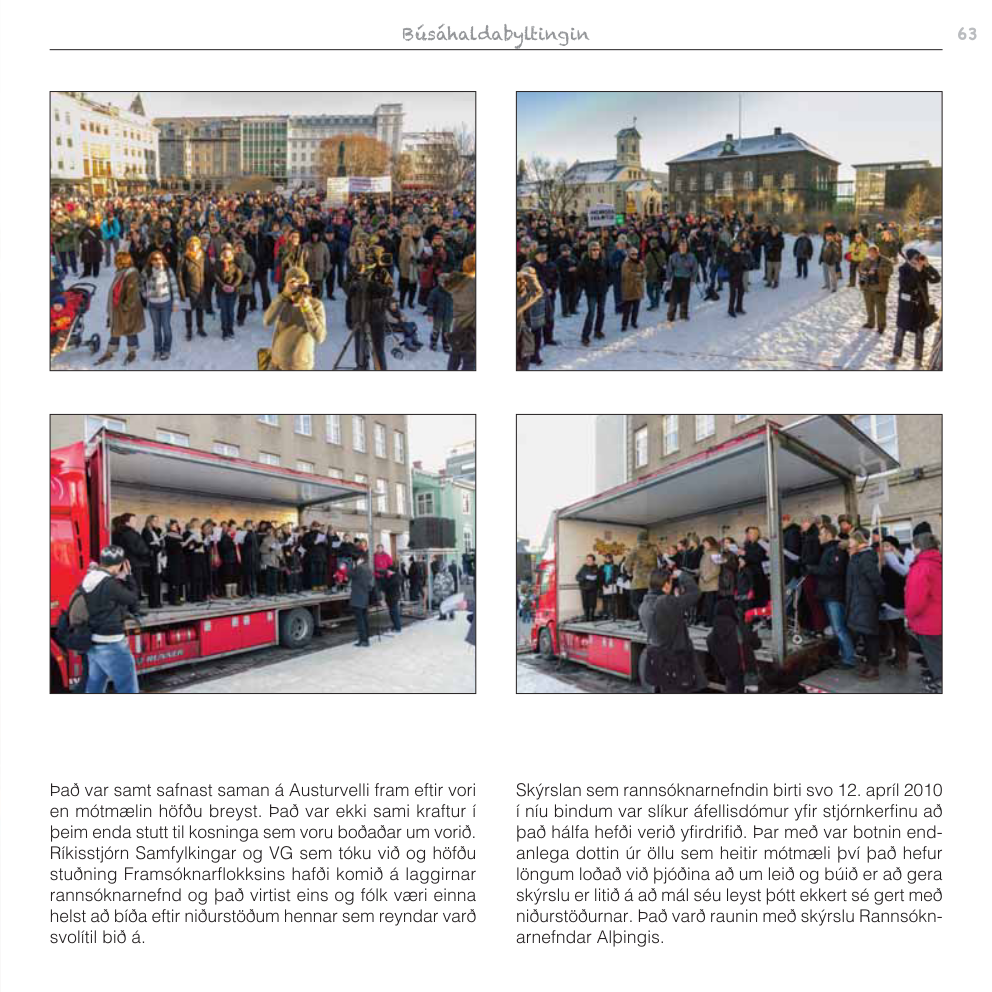 Búsáhaldabyltingin
63
RUNNER
Það var samt safnast saman á Austurvelli fram eftir vori
en mótmælin höfðu breyst. Það var ekki sami kraftur í
þeim enda stutt til kosninga sem voru boðaðar um vorið.
Ríkisstjórn Samfylkingar og VG sem tóku við og höfðu
stuðning Framsóknarflokksins hafði komið á laggirnar
rannsóknarnefnd og það virtist eins og fólk væri einna
helst að bíða eftir niðurstöðum hennar sem reyndar varð
svolítil bið á.
Skýrslan sem rannsóknarnefndin birti svo 12. apríl 2010
í níu bindum var slíkur áfellisdómur yfir stjórnkerfinu að
það hálfa hefði verið yfirdrifið. Þar með var botnin end-
anlega dottin úr öllu sem heitir mótmæli því það hefur
löngum loðað við þjóðina að um leið og búið er að gera
skýrslu er litið á að mál séu leyst þótt ekkert sé gert með
niðurstöðurnar. Það varð raunin með skýrslu Rannsókn-
arnefndar Alþingis.